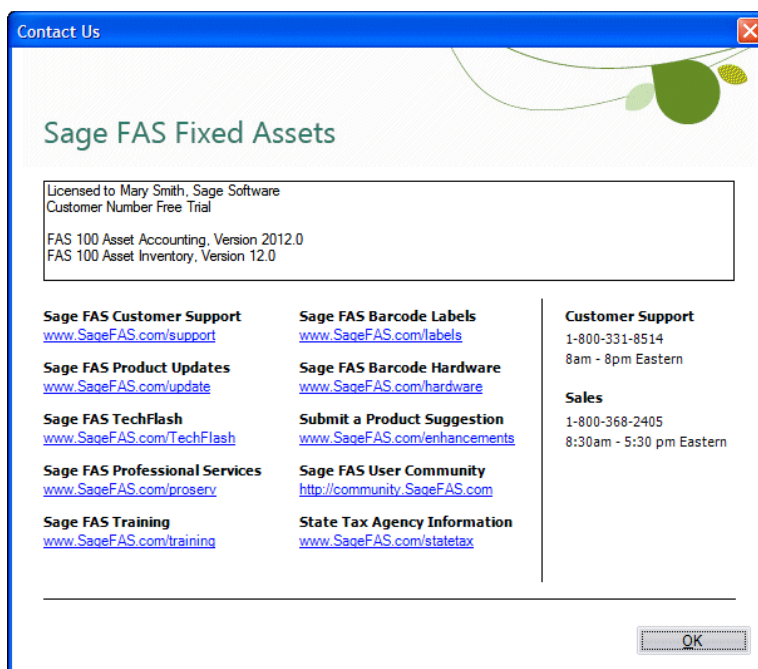 Contact Us
Sage FAS Fixed Assets
Licensed to Mary Smith, Sage Software
Customer Number Free Trial
FAS 100 Asset Accounting, Version 2012.0
FAS 100 Asset Inventory, Version 12.0
Sage FAS Customer Support
www.SageFAS.com/support
Sage FAS Product Updates
www.SageFAS.com/update
Sage FAS TechFlash
www.SageFAS.com/TechFlash
Sage FAS Professional Services
www.SageFAS.com/proserv
Sage FAS Training
www.SageFAS.com/training
Sage FAS Barcode Labels
www.SageFAS.com/labels
Sage FAS Barcode Hardware
www.SageFAS.com/hardware
Submit a Product Suggestion
www.SageFAS.com/enhancements
Sage FAS User Community
http://community.SageFAS.com
State Tax Agency Information
www.SageFAS.com/statetax
Customer Support
1-800-331-8514
8am - 8pm Eastern
Sales
1-800-368-2405
8:30am - 5:30 pm Eastern
OK